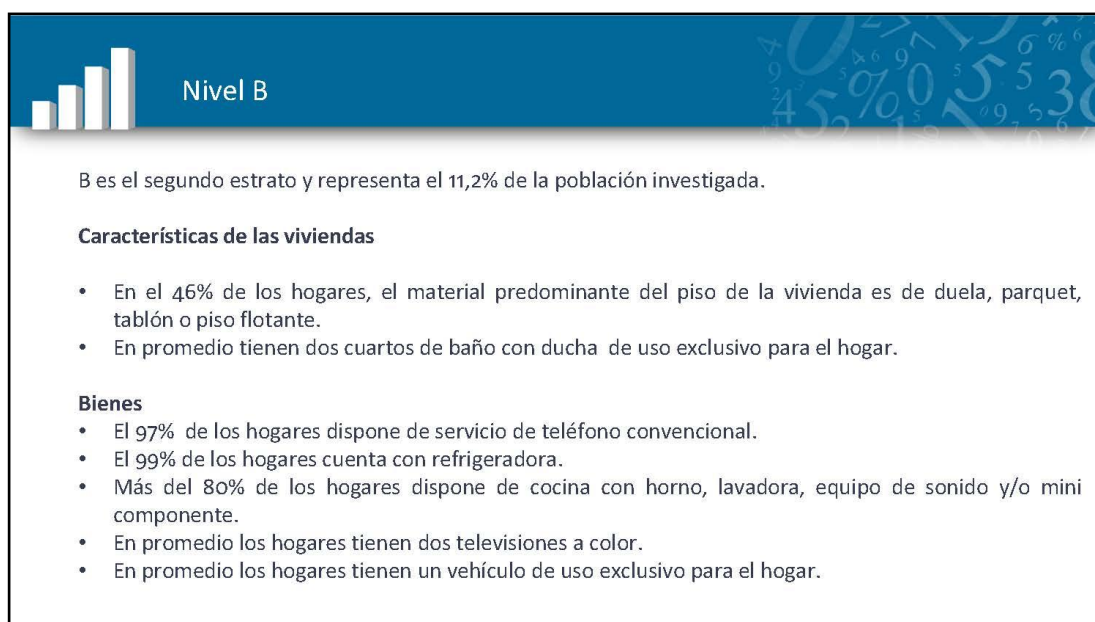 Nivel B
B es el segundo estrato y representa el 11,2% de la población investigada.
Características de las viviendas
• En el 46% de los hogares, el material predominante del piso de la vivienda es de duela, parquet,
tablón o piso flotante.
• En promedio tienen dos cuartos de baño con ducha de uso exclusivo para el hogar.
Bienes
• El 97% de los hogares dispone de servicio de teléfono convencional.
• El 99% de los hogares cuenta con refrigeradora.
• Más del 80% de los hogares dispone de cocina con horno, lavadora, equipo de sonido y/o mini
componente.
• En promedio los hogares tienen dos televisiones a color.
• En promedio los hogares tienen un vehículo de uso exclusivo para el hogar.